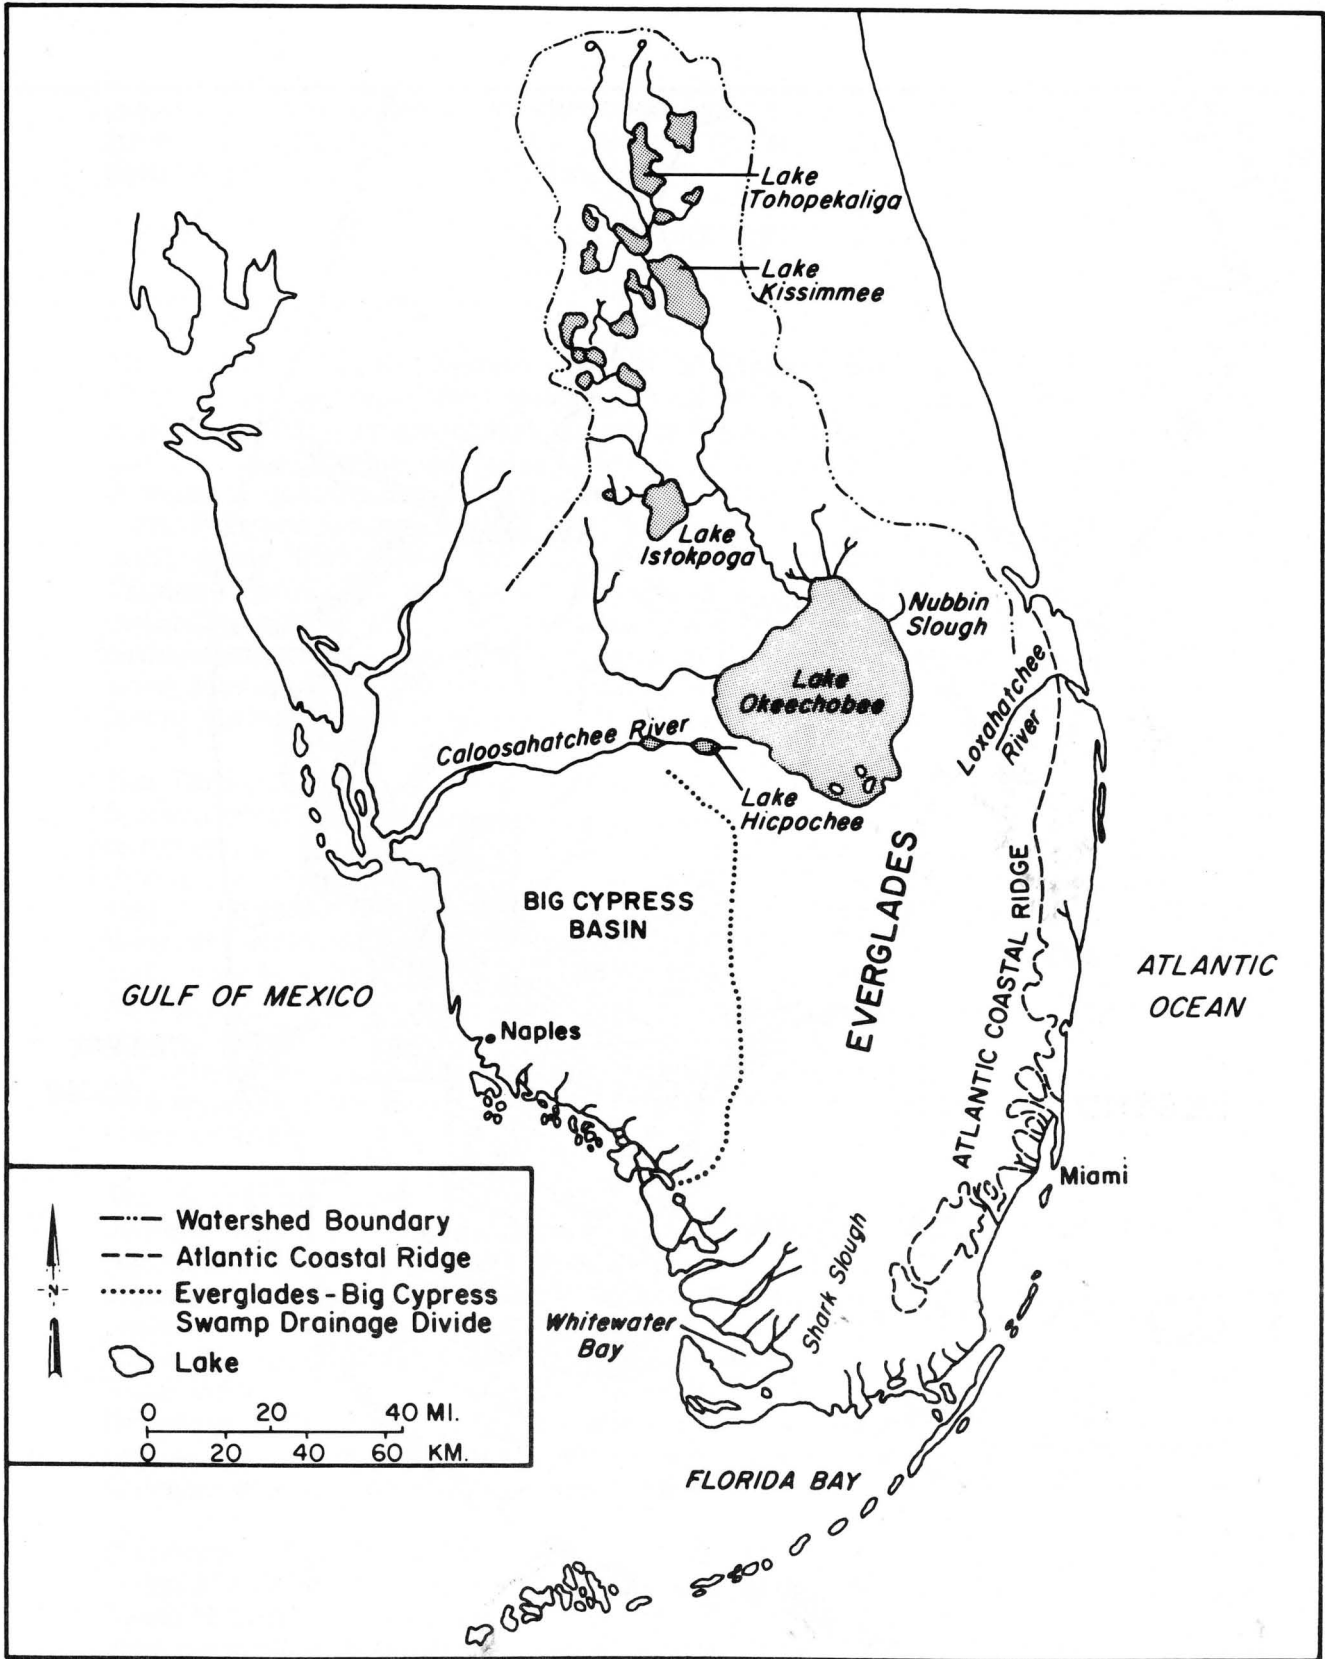 Lake
Tohopekaliga
Lake
Kissimmee
Lake
Istokpoga
Nubbin
Slough
Lake
Okeechobee
Loxahatchee
River
Caloosahatchee River
Lake
Hicpochee
BIG CYPRESS
BASIN
EVERGLADES
ATLANTIC COASTAL RIDGE
ATLANTIC
OCEAN
GULF OF MEXICO
Naples
Miami
Shark Slough
Whitewater
Bay
FLORIDA BAY
N
Watershed Boundary
Atlantic Coastal Ridge
Everglades-Big Cypress
Swamp Drainage Divide
Lake
0 20 40 MI.
0 20 40 60 KM.